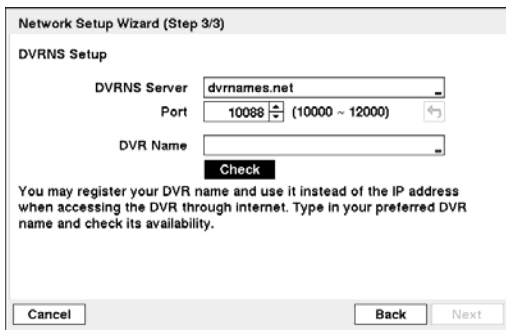 Network Setup Wizard (Step 3/3)
DVRNS Setup
DVRNS Server dvrnames.net
Port 10088 (10000 ~ 12000)
DVR Name
Check
You may register your DVR name and use it instead of the IP address
when accessing the DVR through internet. Type in your preferred DVR
name and check its availability.
Cancel Back Next